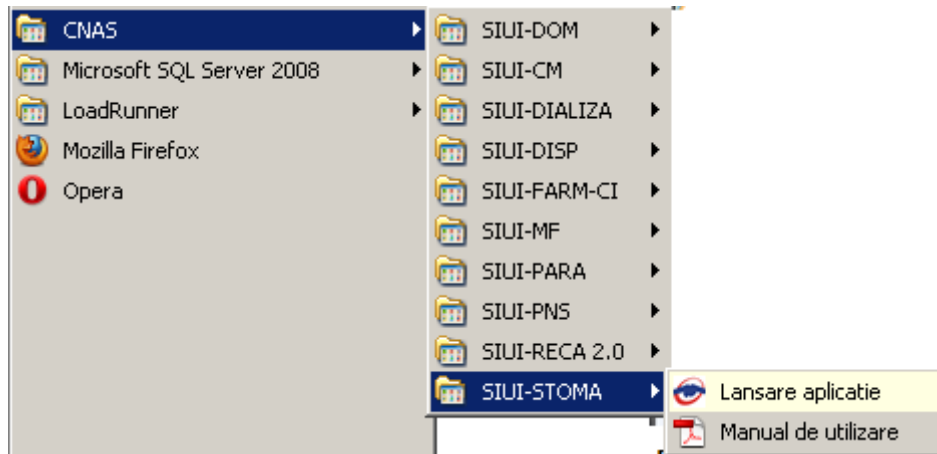 CNAS
Microsoft SQL Server 2008
LoadRunner
Mozilla Firefox
Opera
SIUI-DOM
SIUI-CM
SIUI-DIALIZA
SIUI-DISP
SIUI-FARM-CI
SIUI-MF
SIUI-PARA
SIUI-PNS
SIUI-RECA 2.0
SIUI-STOMA
Lansare aplicatie
Manual de utilizare